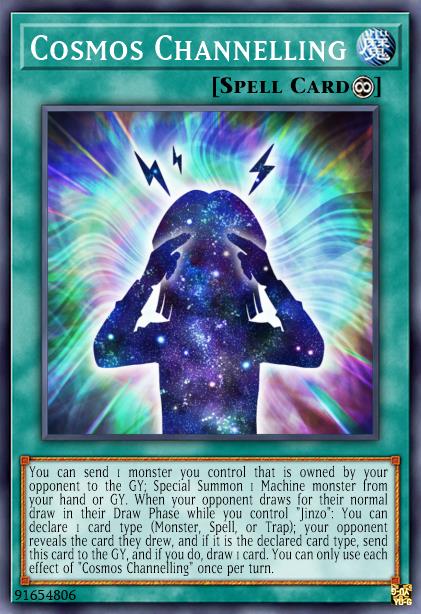 COSMOS CHANNELLING
[SPELL CARD]
You can send 1 monster you control that is owned by your
opponent to the GY; Special Summon 1 Machine monster from
your hand or GY. When your opponent draws for their normal
draw in their Draw Phase while you control "Jinzo": You can
declare 1 card type (Monster, Spell, or Trap); your opponent
reveals the card they drew, and if it is the declared card type, send
this card to the GY, and if you do, draw 1 card. You can only use each
effect of "Cosmos Channelling" once per turn.
91654806